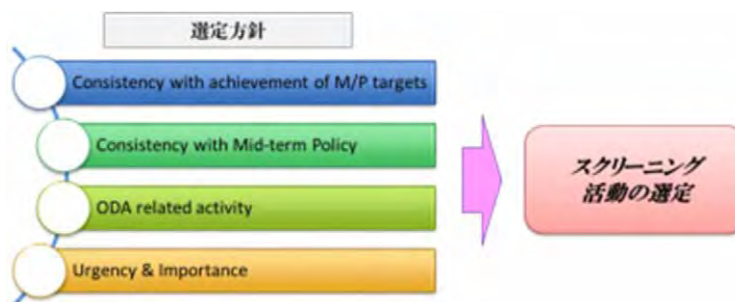 選定方針
Consistency with achievement of M/P targets
Consistency with Mid-term Policy
ODA related activity
Urgency & Importance
スクリーニング
活動の選定